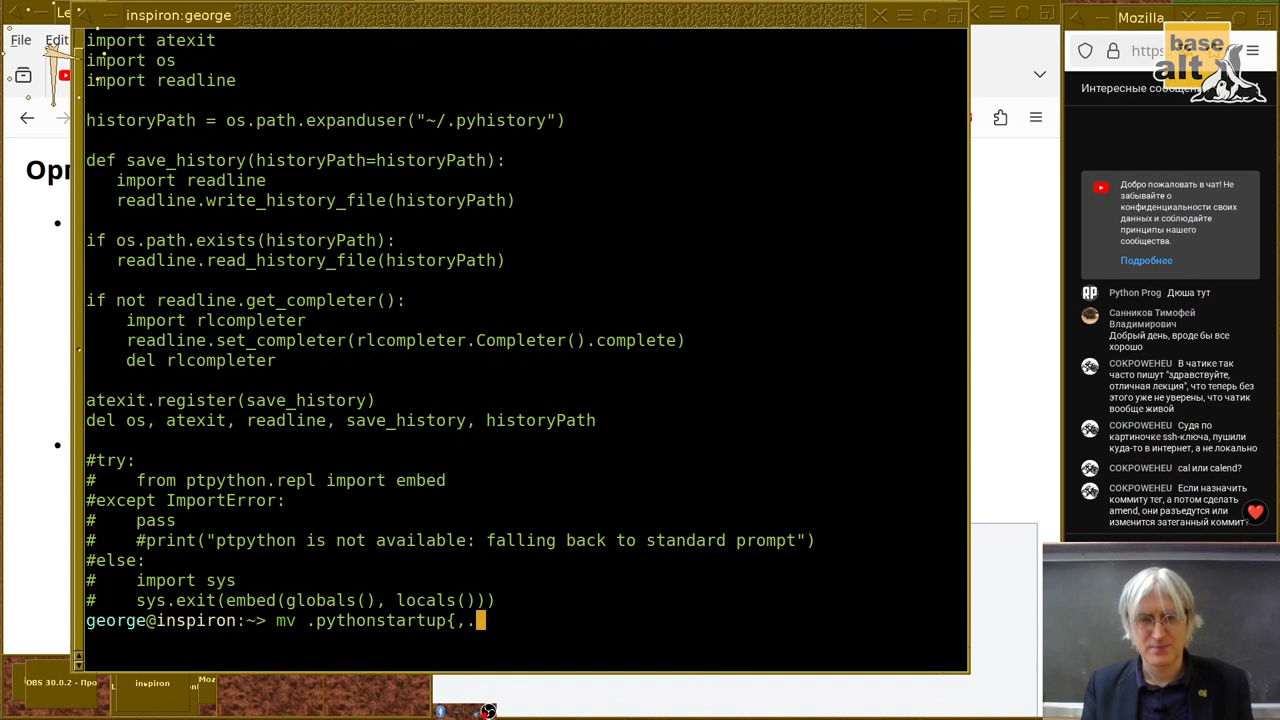 inspiron:george
Mozilla
File Edit
https
base
alt
Интересные сообщен
Орг
import atexit
import os
import readline
historyPath = os.path.expanduser("~/.pyhistory")
def save_history(historyPath=historyPath):
import readline
readline.write_history_file(historyPath)
if os.path.exists(historyPath):
readline.read_history_file(historyPath)
if not readline.get_completer():
import rlcompleter
readline.set_completer(rlcompleter.Completer().complete)
del rlcompleter
atexit.register(save_history)
del os, atexit, readline, save_history, historyPath
#try:
# from ptpython.repl import embed
#except ImportError:
# pass
# #print("ptpython is not available: falling back to standard prompt")
#else:
# import sys
# sys.exit(embed(globals(), locals()))
george@inspiron:~> mv .pythonstartup{,.
Добро пожаловать в чат! Не
забывайте о
конфиденциальности своих
данных и соблюдайте
принципы нашего
сообщества.
Подробнее
Python Prog Дюша тут
Санников Тимофей
Владимирович
Добрый день, вроде бы все
хорошо
COKPOWEHEU В чатике так
часто пишут "здравствуйте,
отличная лекция", что теперь без
этого уже не уверены, что чатик
вообще живой
COKPOWEHEU Судя по
картиночке ssh-ключа, пушили
куда-то в интернет, а не локально
COKPOWEHEU cal или calend?
COKPOWEHEU Если назначить
коммиту тег, а потом сделать
amend, они разъедутся или
изменится затеганный коммит?
OBS 30.0.2 - Про
inspiron
Moz